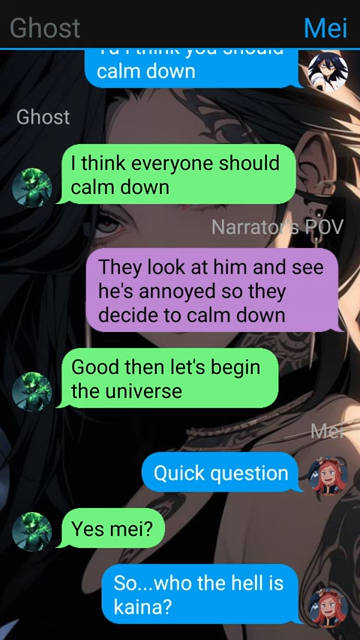 Ghost Mei
calm down
Ghost
I think everyone should
calm down
Narrator's POV
They look at him and see
he's annoyed so they
decide to calm down
Good then let's begin
the universe
Mei
Quick question
Yes mei?
So...who the hell is
kaina?